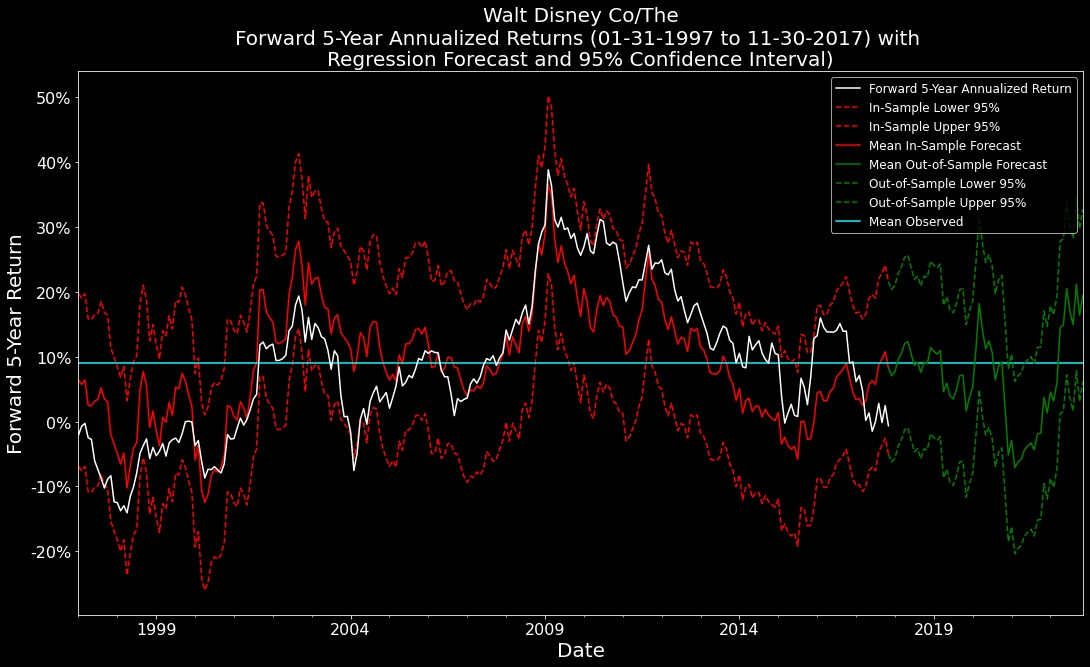 Walt Disney Co/The
Forward 5-Year Annualized Returns (01-31-1997 to 11-30-2017) with
Regression Forecast and 95% Confidence Interval)
Forward 5-Year Annualized Return
In-Sample Lower 95%
In-Sample Upper 95%
Mean In-Sample Forecast
Mean Out-of-Sample Forecast
Out-of-Sample Lower 95%
Out-of-Sample Upper 95%
Mean Observed
Forward 5-Year Return
50%
40%
30%
20%
10%
0%
-10%
-20%
1999 2004 2009 2014 2019
Date